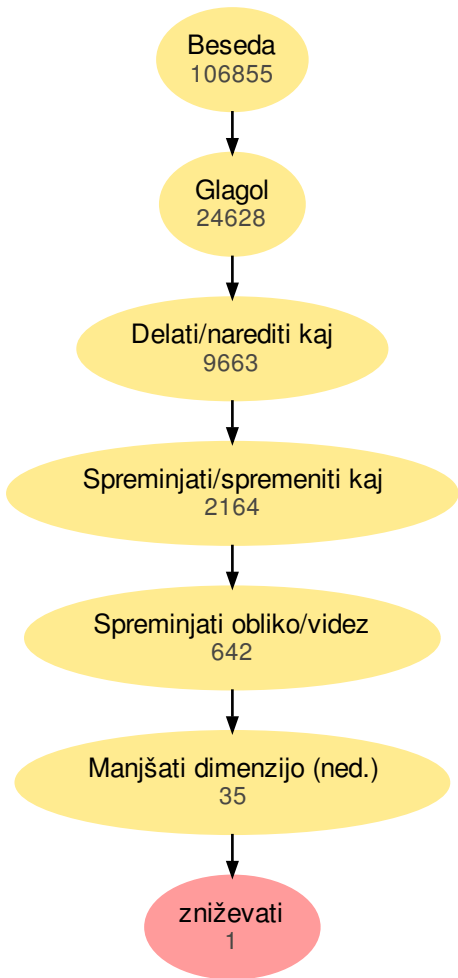 Beseda
106855
Glagol
24628
Delati/narediti kaj
9663
Spreminjati/spremeniti kaj
2164
Spreminjati obliko/videz
642
Manjšati dimenzijo (ned.)
35
zniževati
1